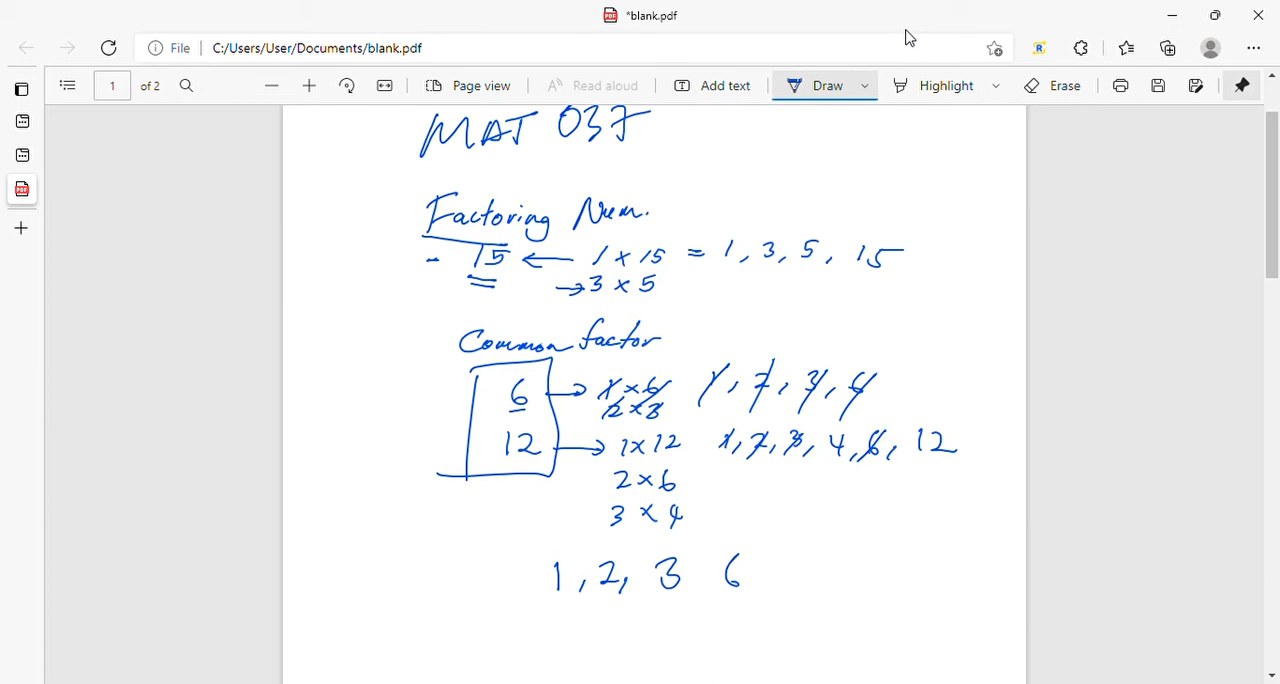 *blank.pdf
File C:/Users/User/Documents/blank.pdf
1 of 2 Page view Read aloud Add text Draw Highlight Erase
MAT 037
Factoring Num.
- 15 ← 1 x 15 = 1, 3, 5, 15
→ 3 x 5
Common factor
6 → 1 x 6 1, 2, 3, 6
2 x 3
12 → 1 x 12 1, 2, 3, 4, 6, 12
2 x 6
3 x 4
1, 2, 3 6